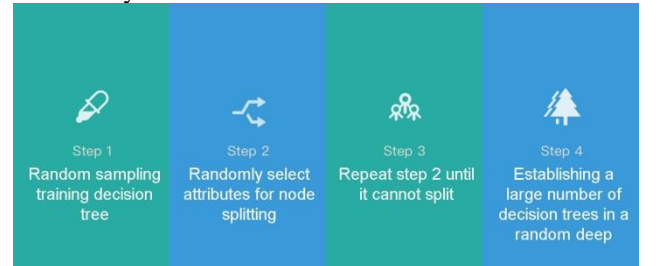 Step 1
Random sampling
training decision
tree
Step 2
Randomly select
attributes for node
splitting
Step 3
Repeat step 2 until
it cannot split
Step 4
Establishing a
large number of
decision trees in a
random deep